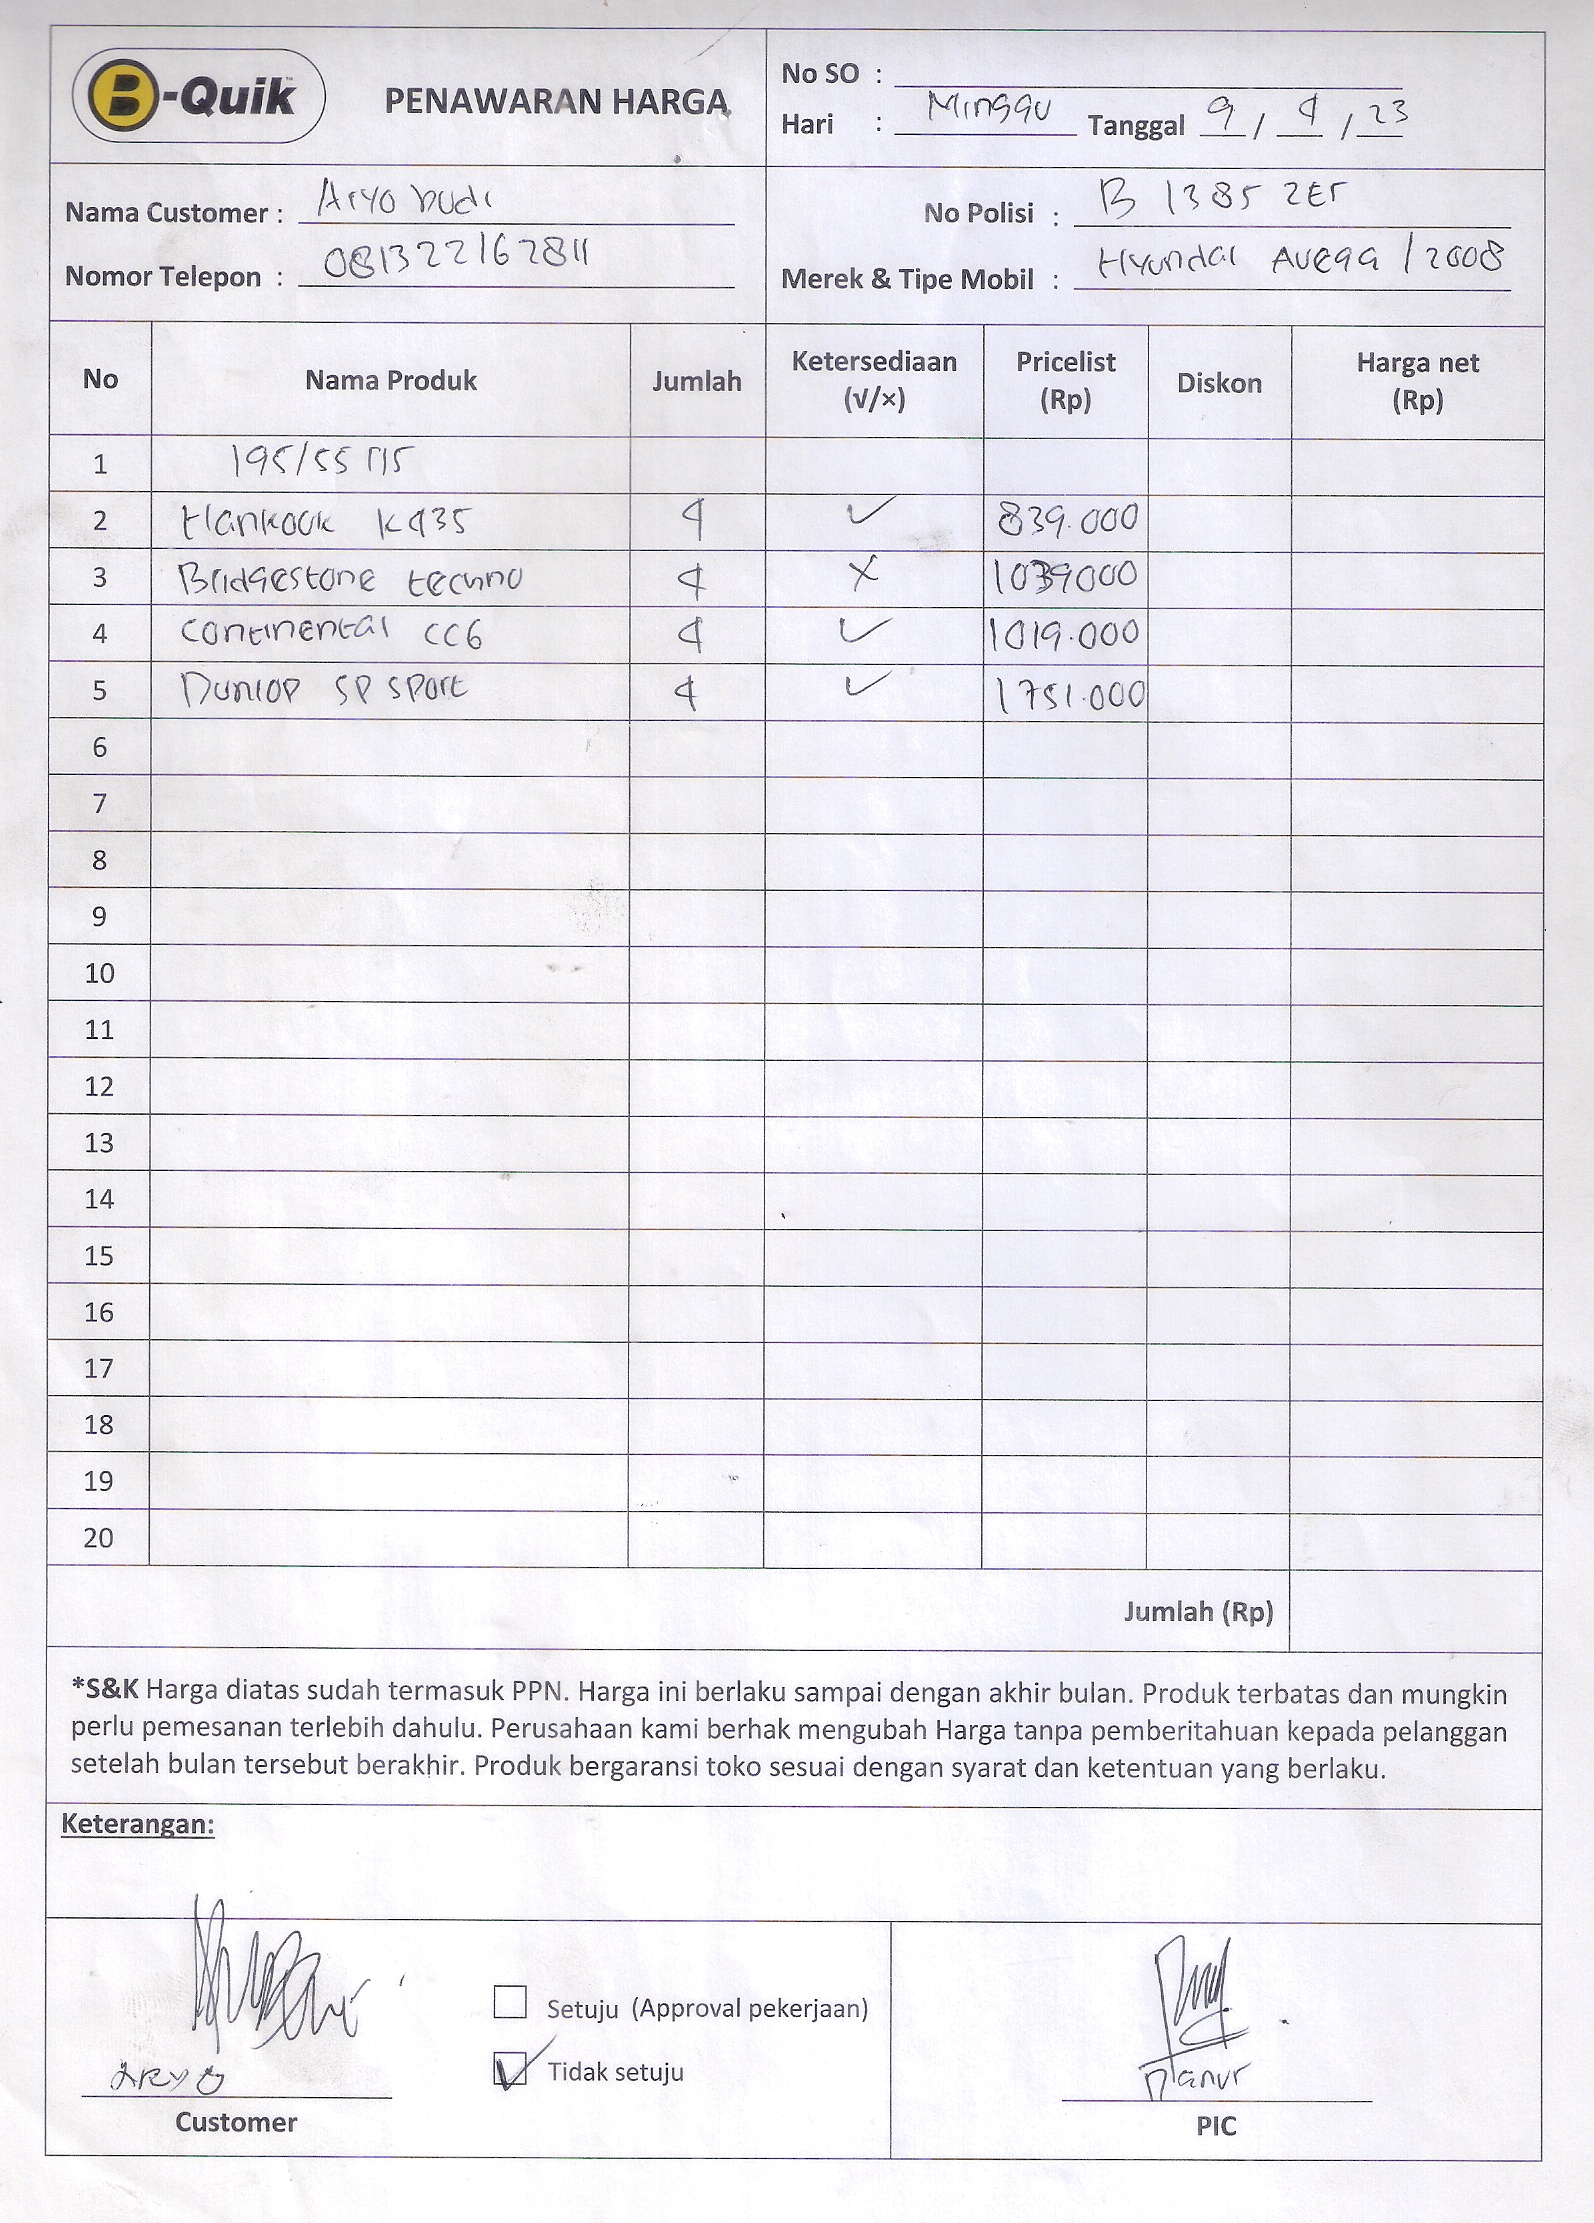 B-Quik™
PENAWARAN HARGA
No SO :
Hari : Minggu Tanggal 9 / 4 / 23
Nama Customer : Aryo budi
Nomor Telepon : 081322162811
No Polisi : B 1385 ZET
Merek & Tipe Mobil : Hyundai Avega / 2008
No Nama Produk Jumlah Ketersediaan (√/×) Pricelist (Rp) Diskon Harga net (Rp)
1 195/55 r15
2 Hankook K435 4 ✓ 839.000
3 Bridgestone techno 4 X 1039000
4 Continental CC6 4 ✓ 1019.000
5 Dunlop SP Sport 4 ✓ 1751.000
6
7
8
9
10
11
12
13
14
15
16
17
18
19
20
Jumlah (Rp)
*S&K Harga diatas sudah termasuk PPN. Harga ini berlaku sampai dengan akhir bulan. Produk terbatas dan mungkin
perlu pemesanan terlebih dahulu. Perusahaan kami berhak mengubah Harga tanpa pemberitahuan kepada pelanggan
setelah bulan tersebut berakhir. Produk bergaransi toko sesuai dengan syarat dan ketentuan yang berlaku.
Keterangan:
Setuju (Approval pekerjaan)
✓ Tidak setuju
Aryo
Customer
PIC